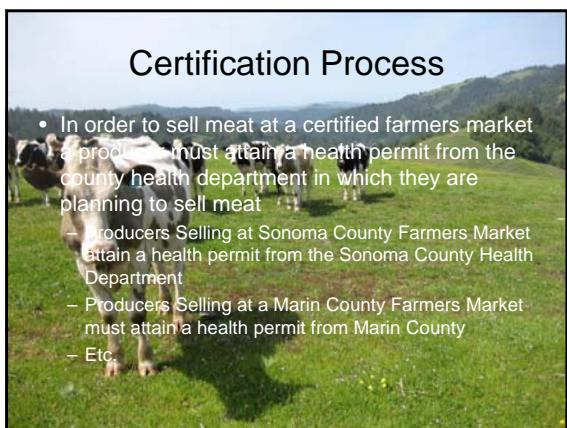 Certification Process
• In order to sell meat at a certified farmers market
a producer must attain a health permit from the
county health department in which they are
planning to sell meat
– Producers Selling at Sonoma County Farmers Market
attain a health permit from the Sonoma County Health
Department
– Producers Selling at a Marin County Farmers Market
must attain a health permit from Marin County
– Etc.